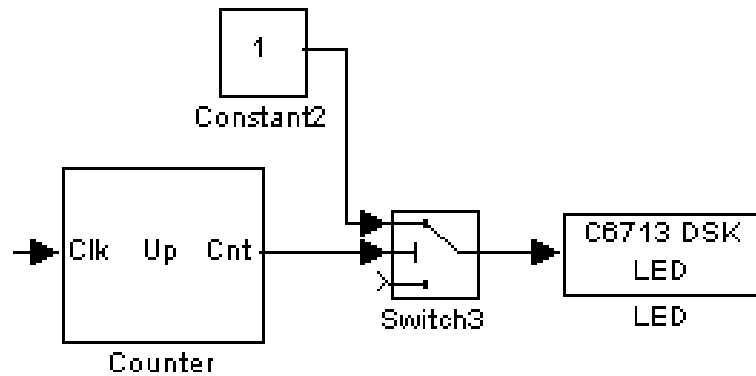 1
Constant2
Clk Up Cnt
Counter
Switch3
C6713 DSK
LED
LED